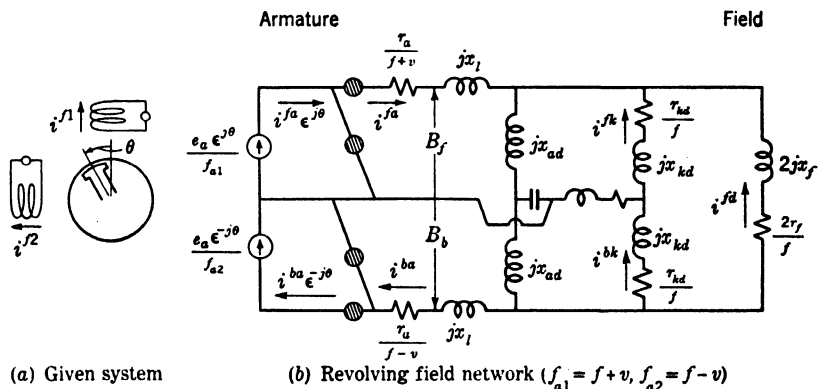 Armature
Field
r_a / f+v
jx_l
i^{fa} ε^{jθ}
i^{fa}
i^{fk}
r_{kd} / f
i^{f1}
θ
e_a ε^{jθ} / f_{a1}
B_f
jx_{ad}
jx_{kd}
2jx_f
i^{f2}
i^{fd}
e_a ε^{-jθ} / f_{a2}
B_b
jx_{ad}
jx_{kd}
2r_f / f
i^{ba} ε^{-jθ}
i^{ba}
i^{bk}
r_{kd} / f
r_a / f-v
jx_l
(a) Given system
(b) Revolving field network (f_{a1} = f+v, f_{a2} = f-v)